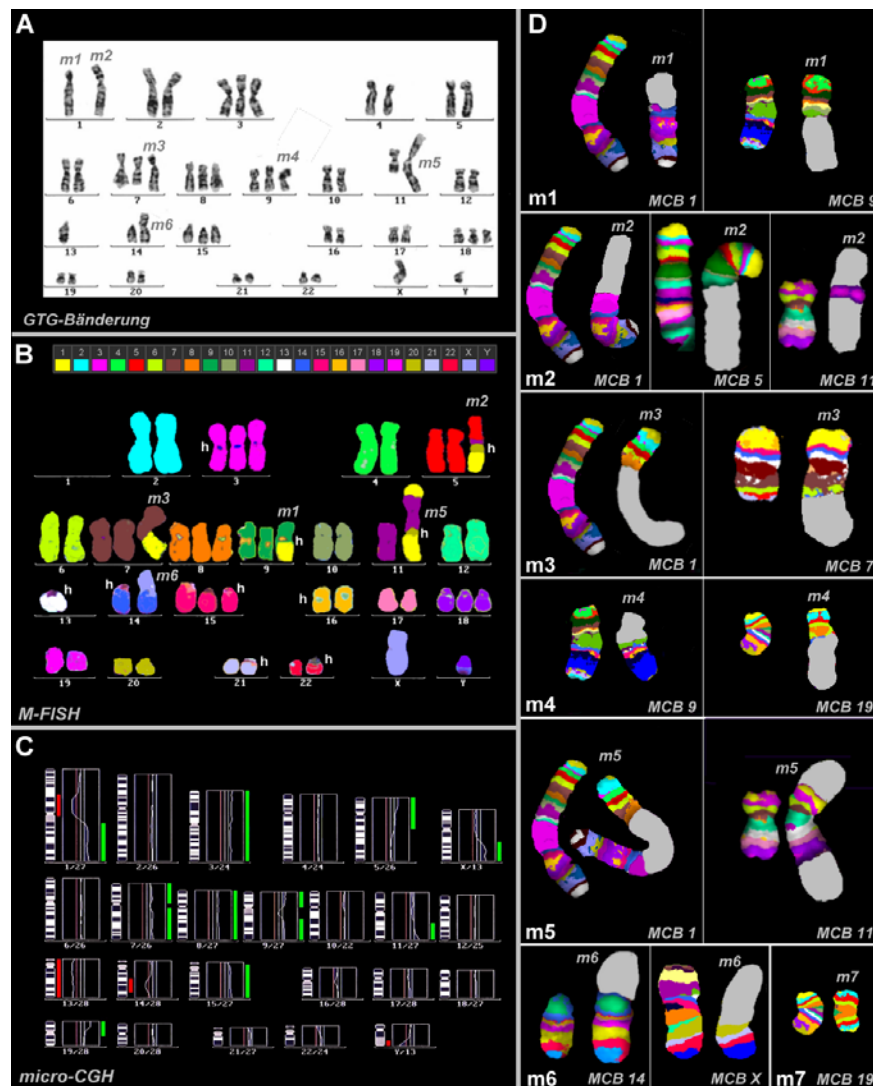 A
m1 m2
1 2 3 4 5
m3 m4 m5
6 7 8 9 10 11 12
m6
13 14 15 16 17 18
19 20 21 22 X Y
GTG-Bänderung
B
1 2 3 4 5 6 7 8 9 10 11 12 13 14 15 16 17 18 19 20 21 22 X Y
m2
h h
1 2 3 4 5
m3 m1 m5
h h
6 7 8 9 10 11 12
m6
h h h h
13 14 15 16 17 18
h h
19 20 21 22 X Y
M-FISH
C
1/27 2/26 3/24 4/24 5/26 X/13
6/26 7/26 8/27 9/27 10/22 11/27 12/25
13/28 14/28 15/27 16/28 17/28 18/27
19/28 20/28 21/27 22/24 Y/13
micro-CGH
D
m1 m1
m1 MCB 1 MCB 9
m2 m2 m2
m2 MCB 1 MCB 5 MCB 11
m3 m3
m3 MCB 1 MCB 7
m4 m4
m4 MCB 9 MCB 19
m5 m5
m5 MCB 1 MCB 11
m6 m6 m7
m6 MCB 14 MCB X m7 MCB 19